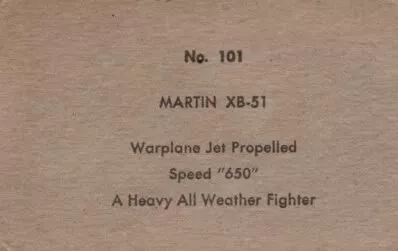 No. 101
MARTIN XB-51
Warplane Jet Propelled
Speed "650"
A Heavy All Weather Fighter